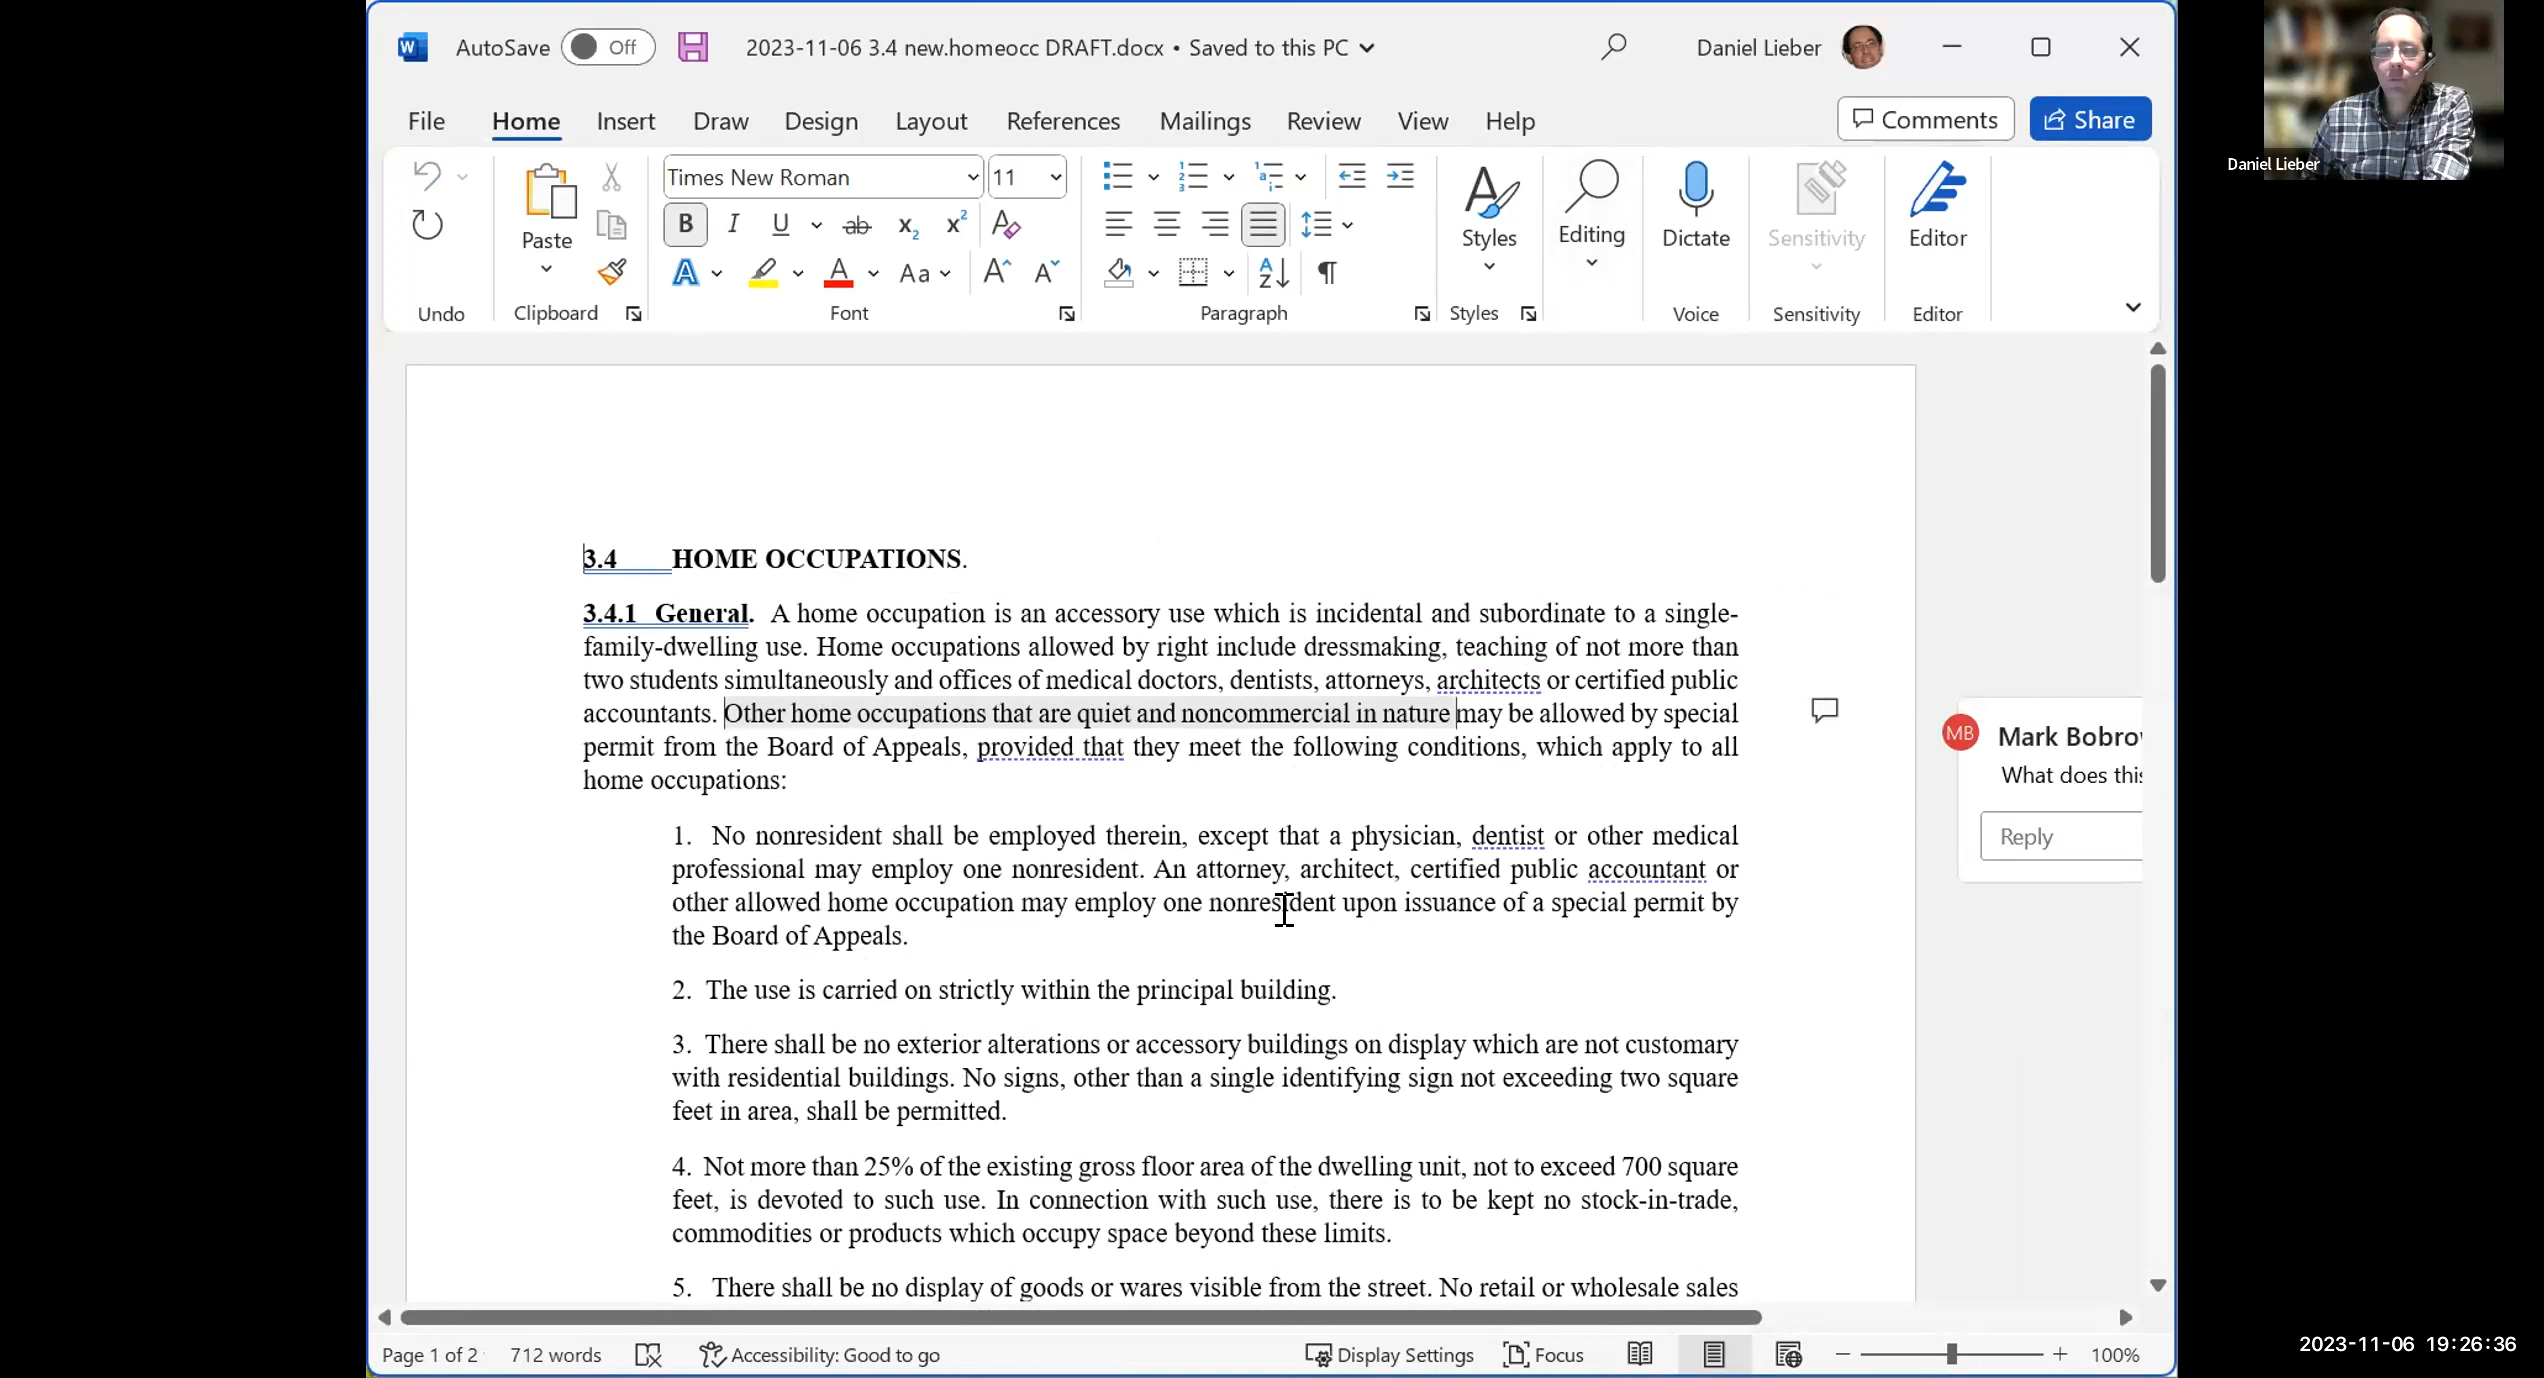 AutoSave Off 2023-11-06 3.4 new.homeocc DRAFT.docx • Saved to this PC Daniel Lieber
File Home Insert Draw Design Layout References Mailings Review View Help Comments Share
Times New Roman 11
Paste
Styles Editing Dictate Sensitivity Editor
Undo Clipboard Font Paragraph Styles Voice Sensitivity Editor
Daniel Lieber
3.4 HOME OCCUPATIONS.
3.4.1 General. A home occupation is an accessory use which is incidental and subordinate to a single-
family-dwelling use. Home occupations allowed by right include dressmaking, teaching of not more than
two students simultaneously and offices of medical doctors, dentists, attorneys, architects or certified public
accountants. Other home occupations that are quiet and noncommercial in nature may be allowed by special
permit from the Board of Appeals, provided that they meet the following conditions, which apply to all
home occupations:
1. No nonresident shall be employed therein, except that a physician, dentist or other medical
professional may employ one nonresident. An attorney, architect, certified public accountant or
other allowed home occupation may employ one nonresident upon issuance of a special permit by
the Board of Appeals.
2. The use is carried on strictly within the principal building.
3. There shall be no exterior alterations or accessory buildings on display which are not customary
with residential buildings. No signs, other than a single identifying sign not exceeding two square
feet in area, shall be permitted.
4. Not more than 25% of the existing gross floor area of the dwelling unit, not to exceed 700 square
feet, is devoted to such use. In connection with such use, there is to be kept no stock-in-trade,
commodities or products which occupy space beyond these limits.
5. There shall be no display of goods or wares visible from the street. No retail or wholesale sales
MB Mark Bobro
What does this
Reply
Page 1 of 2 712 words Accessibility: Good to go Display Settings Focus 100%
2023-11-06 19:26:36